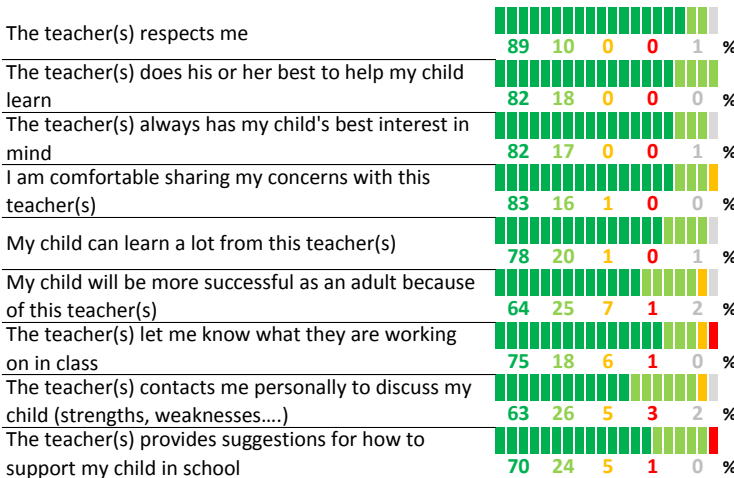 The teacher(s) respects me
89 10 0 0 1 %
The teacher(s) does his or her best to help my child
learn
82 18 0 0 0 %
The teacher(s) always has my child's best interest in
mind
82 17 0 0 1 %
I am comfortable sharing my concerns with this
teacher(s)
83 16 1 0 0 %
My child can learn a lot from this teacher(s)
78 20 1 0 1 %
My child will be more successful as an adult because
of this teacher(s)
64 25 7 1 2 %
The teacher(s) let me know what they are working
on in class
75 18 6 1 0 %
The teacher(s) contacts me personally to discuss my
child (strengths, weaknesses….)
63 26 5 3 2 %
The teacher(s) provides suggestions for how to
support my child in school
70 24 5 1 0 %